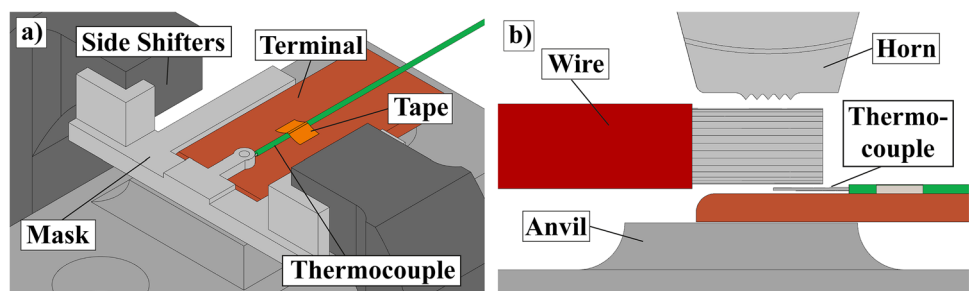 a)
Side Shifters
Terminal
Tape
Mask
Thermocouple
b)
Wire
Horn
Thermo-
couple
Anvil